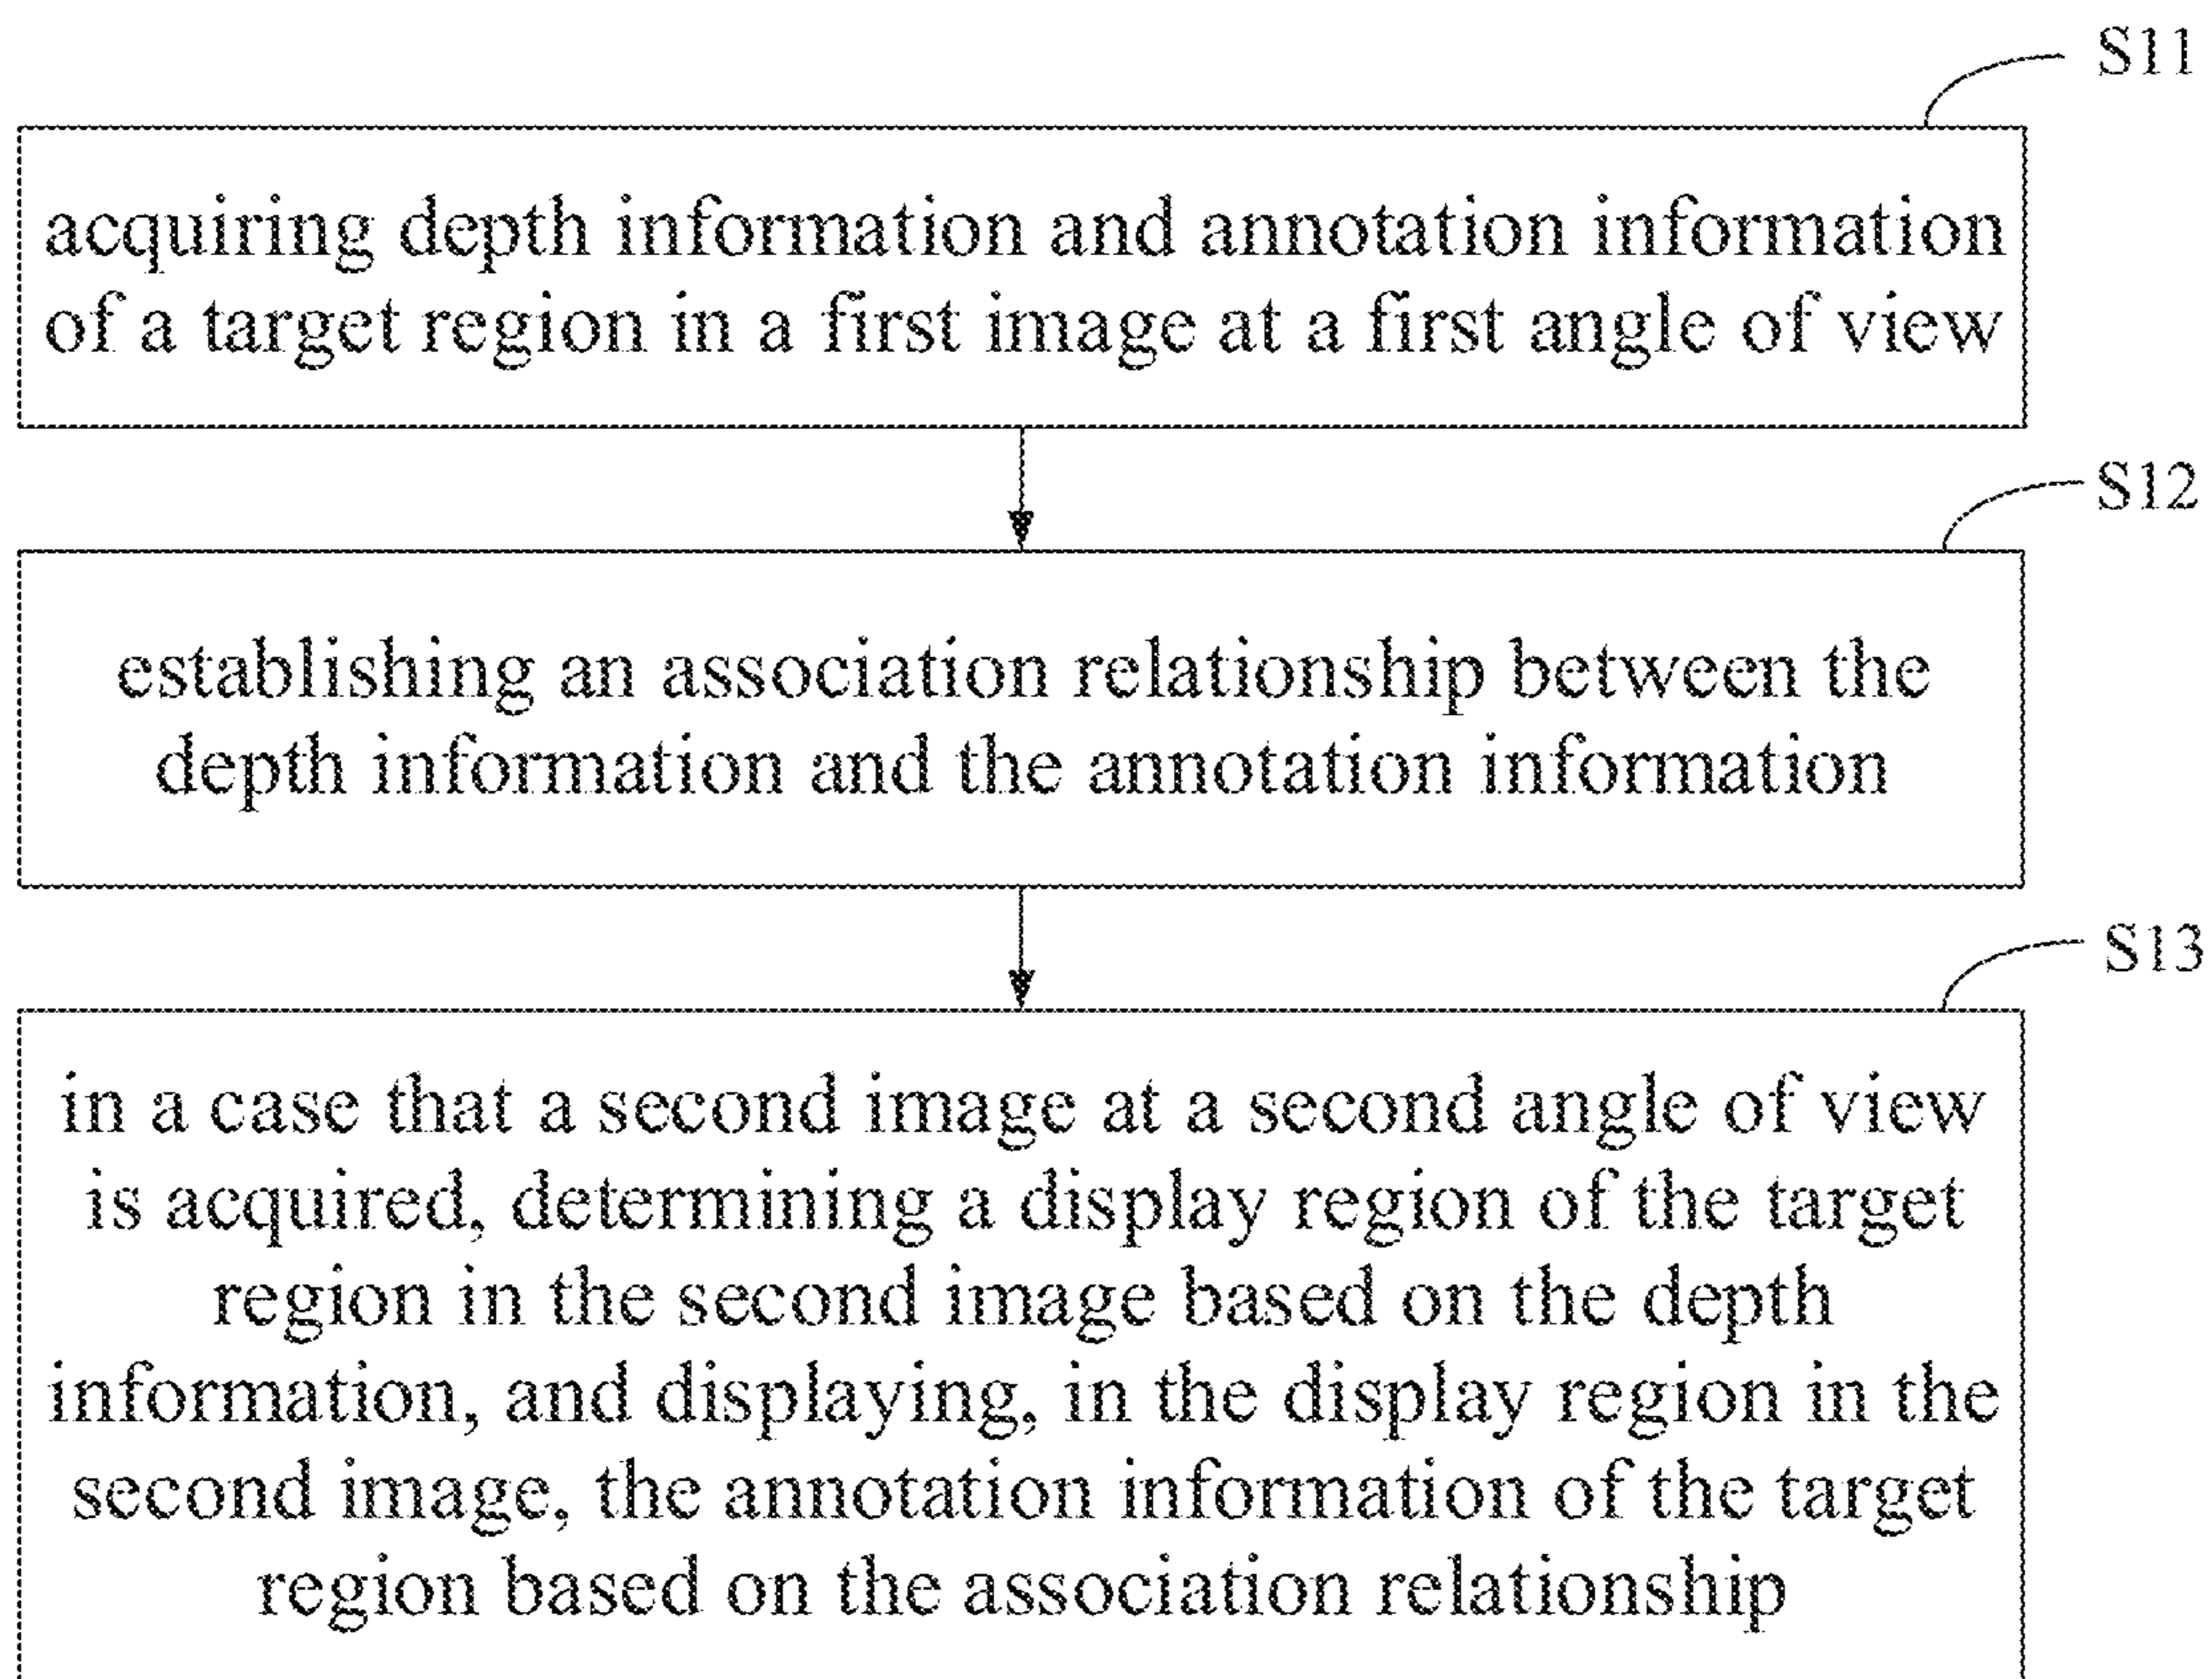 S11
acquiring depth information and annotation information
of a target region in a first image at a first angle of view
S12
establishing an association relationship between the
depth information and the annotation information
S13
in a case that a second image at a second angle of view
is acquired, determining a display region of the target
region in the second image based on the depth
information, and displaying, in the display region in the
second image, the annotation information of the target
region based on the association relationship